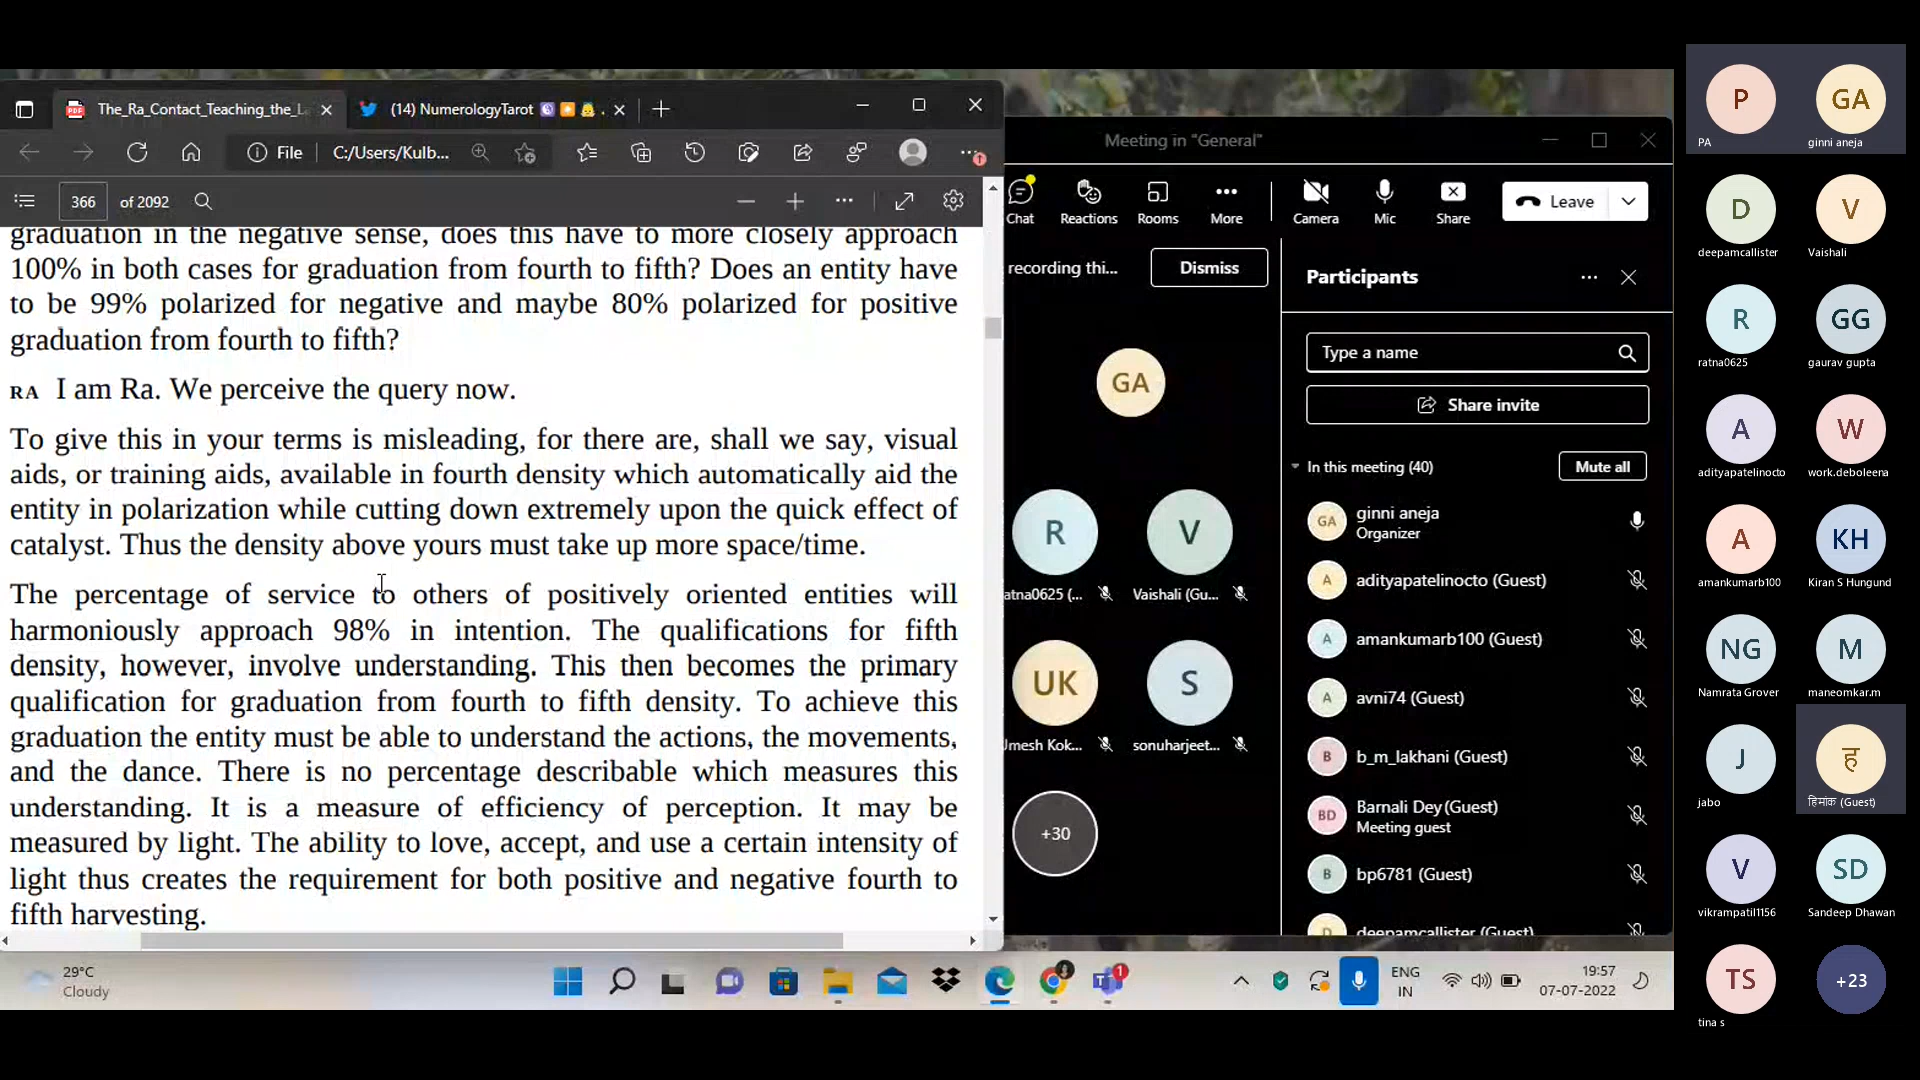 The_Ra_Contact_Teaching_the_L
(14) NumerologyTarot
File
C:/Users/Kulb...
366 of 2092
graduation in the negative sense, does this have to more closely approach
100% in both cases for graduation from fourth to fifth? Does an entity have
to be 99% polarized for negative and maybe 80% polarized for positive
graduation from fourth to fifth?
RA I am Ra. We perceive the query now.
To give this in your terms is misleading, for there are, shall we say, visual
aids, or training aids, available in fourth density which automatically aid the
entity in polarization while cutting down extremely upon the quick effect of
catalyst. Thus the density above yours must take up more space/time.
The percentage of service to others of positively oriented entities will
harmoniously approach 98% in intention. The qualifications for fifth
density, however, involve understanding. This then becomes the primary
qualification for graduation from fourth to fifth density. To achieve this
graduation the entity must be able to understand the actions, the movements,
and the dance. There is no percentage describable which measures this
understanding. It is a measure of efficiency of perception. It may be
measured by light. The ability to love, accept, and use a certain intensity of
light thus creates the requirement for both positive and negative fourth to
fifth harvesting.
Meeting in "General"
Chat
Reactions
Rooms
More
Camera
Mic
Share
Leave
recording thi...
Dismiss
GA
R
V
atna0625 (...
Vaishali (Gu...
UK
S
Jmesh Kok...
sonuharjeet...
+30
Participants
Type a name
Share invite
In this meeting (40)
Mute all
GA
ginni aneja
Organizer
A
adityapatelinocto (Guest)
A
amankumarb100 (Guest)
A
avni74 (Guest)
B
b_m_lakhani (Guest)
BD
Barnali Dey (Guest)
Meeting guest
B
bp6781 (Guest)
D
deepamcallister (Guest)
P
PA
GA
ginni aneja
D
deepamcallister
V
Vaishali
R
ratna0625
GG
gaurav gupta
A
adityapatelinocto
W
work.deboleena
A
amankumarb100
KH
Kiran S Hungund
NG
Namrata Grover
M
maneomkar.m
J
jabo
ह
हिमांक (Guest)
V
vikrampatil1156
SD
Sandeep Dhawan
TS
tina s
+23
29°C
Cloudy
1
ENG
IN
19:57
07-07-2022